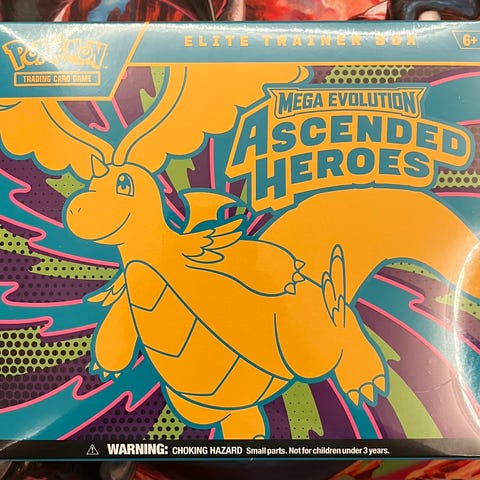 ELITE TRAINER BOX
6+
POKÉMON
TRADING CARD GAME
MEGA EVOLUTION
ASCENDED
HEROES
WARNING: CHOKING HAZARD Small parts. Not for children under 3 years.